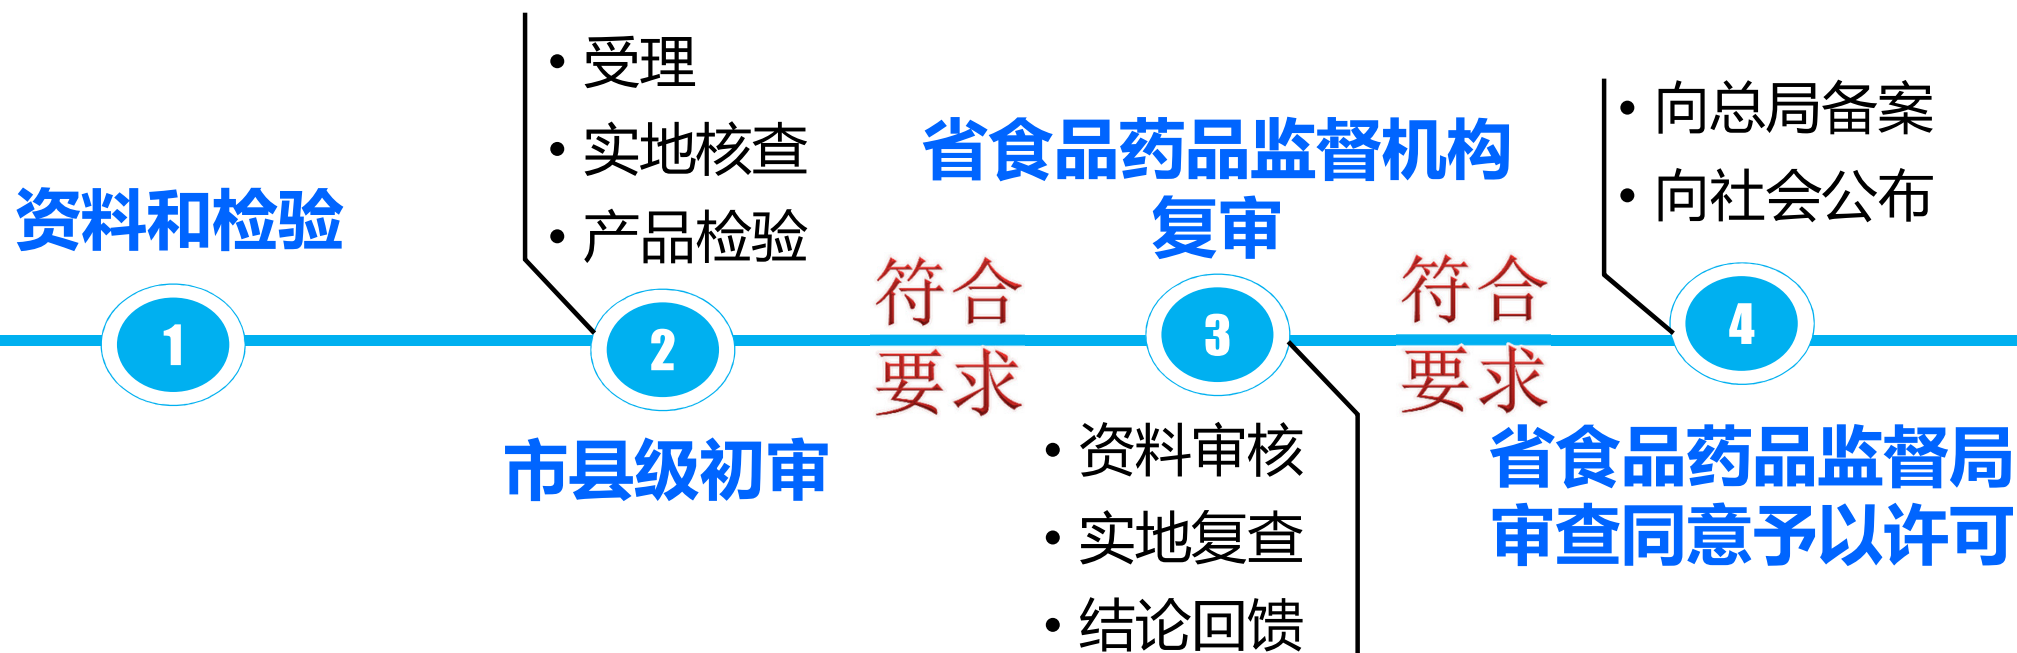 资料和检验
1
• 受理
• 实地核查
• 产品检验
2
市县级初审
符合
要求
省食品药品监督机构
复审
3
• 资料审核
• 实地复查
• 结论回馈
符合
要求
• 向总局备案
• 向社会公布
4
省食品药品监督局
审查同意予以许可